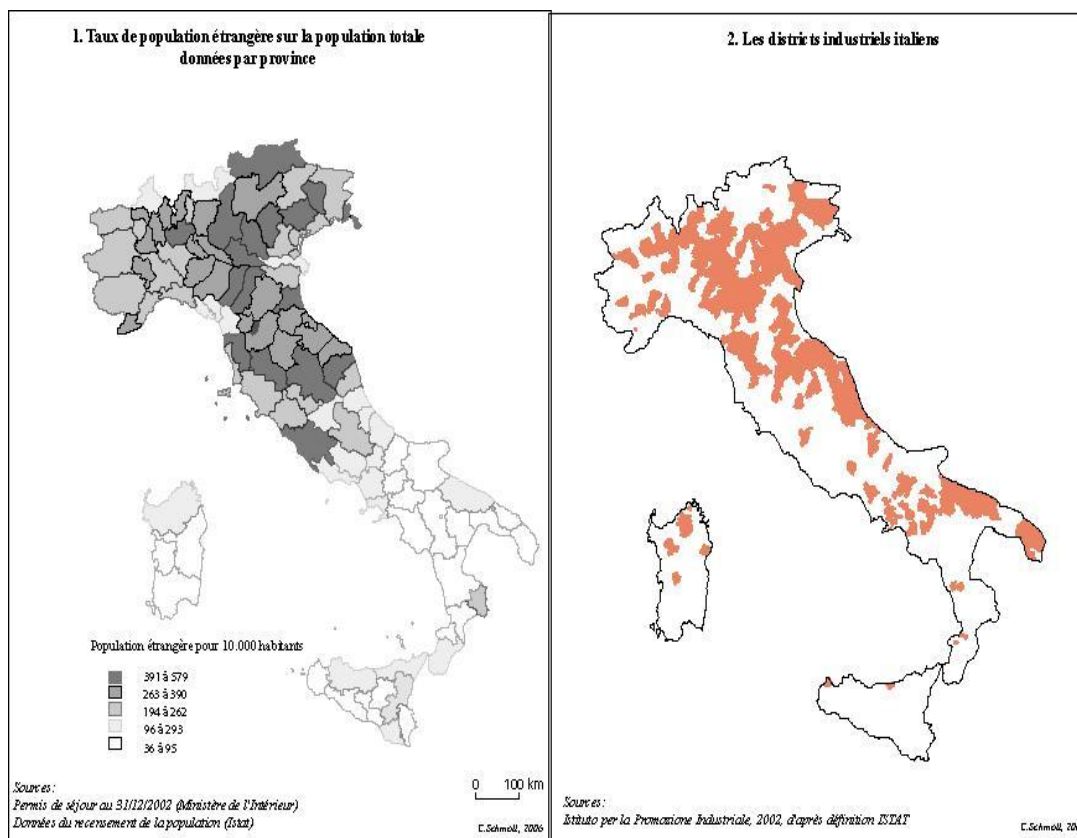 1. Taux de population étrangère sur la population totale
données par province
Population étrangère pour 10.000 habitants
391 à 579
263 à 390
194 à 262
96 à 293
36 à 95
Sources:
Permis de séjour au 31/12/2002 (Ministère de l'Intérieur)
Données du recensement de la population (Istat)
0 100 km
C.Schmoll, 2006
2. Les districts industriels italiens
Sources:
Istituto per la Promozione Industriale, 2002, d'après définition ISTAT
C.Schmoll, 200